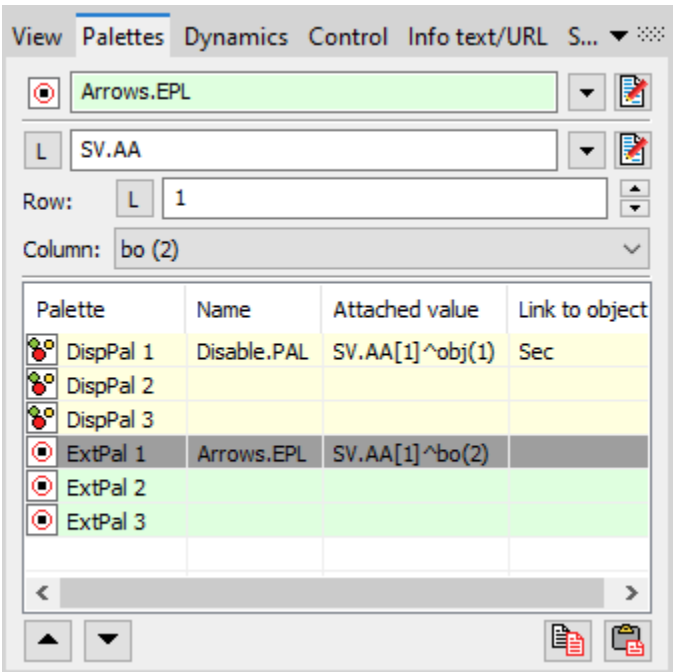 View Palettes Dynamics Control Info text/URL S...
Arrows.EPL
L SV.AA
Row: L 1
Column: bo (2)
Palette Name Attached value Link to object
DispPal 1 Disable.PAL SV.AA[1]^obj(1) Sec
DispPal 2
DispPal 3
ExtPal 1 Arrows.EPL SV.AA[1]^bo(2)
ExtPal 2
ExtPal 3